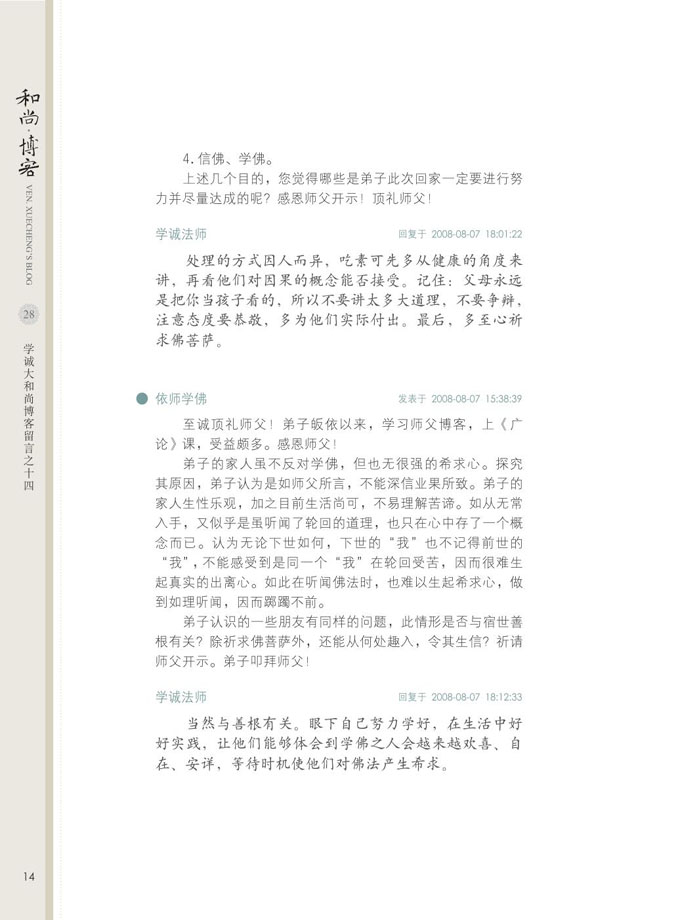 和尚·博客
VEN. XUECHENG'S BLOG
28
学诚大和尚博客留言之十四
4.信佛、学佛。
上述几个目的，您觉得哪些是弟子此次回家一定要进行努
力并尽量达成的呢？感恩师父开示！顶礼师父！
学诚法师 回复于 2008-08-07 18:01:22
处理的方式因人而异，吃素可先多从健康的角度来
讲，再看他们对因果的概念能否接受。记住：父母永远
是把你当孩子看的，所以不要讲太多大道理，不要争辩，
注意态度要恭敬，多为他们实际付出。最后，多至心祈
求佛菩萨。
依师学佛 发表于 2008-08-07 15:38:39
至诚顶礼师父！弟子皈依以来，学习师父博客，上《广
论》课，受益颇多。感恩师父！
弟子的家人虽不反对学佛，但也无很强的希求心。探究
其原因，弟子认为是如师父所言，不能深信业果所致。弟子的
家人生性乐观，加之目前生活尚可，不易理解苦谛。如从无常
入手，又似乎是虽听闻了轮回的道理，也只在心中存了一个概
念而已。认为无论下世如何，下世的“我”也不记得前世的
“我”，不能感受到是同一个“我”在轮回受苦，因而很难生
起真实的出离心。如此在听闻佛法时，也难以生起希求心，做
到如理听闻，因而踯躅不前。
弟子认识的一些朋友有同样的问题，此情形是否与宿世善
根有关？除祈求佛菩萨外，还能从何处趣入，令其生信？祈请
师父开示。弟子叩拜师父！
学诚法师 回复于 2008-08-07 18:12:33
当然与善根有关。眼下自己努力学好，在生活中好
好实践，让他们能够体会到学佛之人会越来越欢喜、自
在、安详，等待时机使他们对佛法产生希求。
14